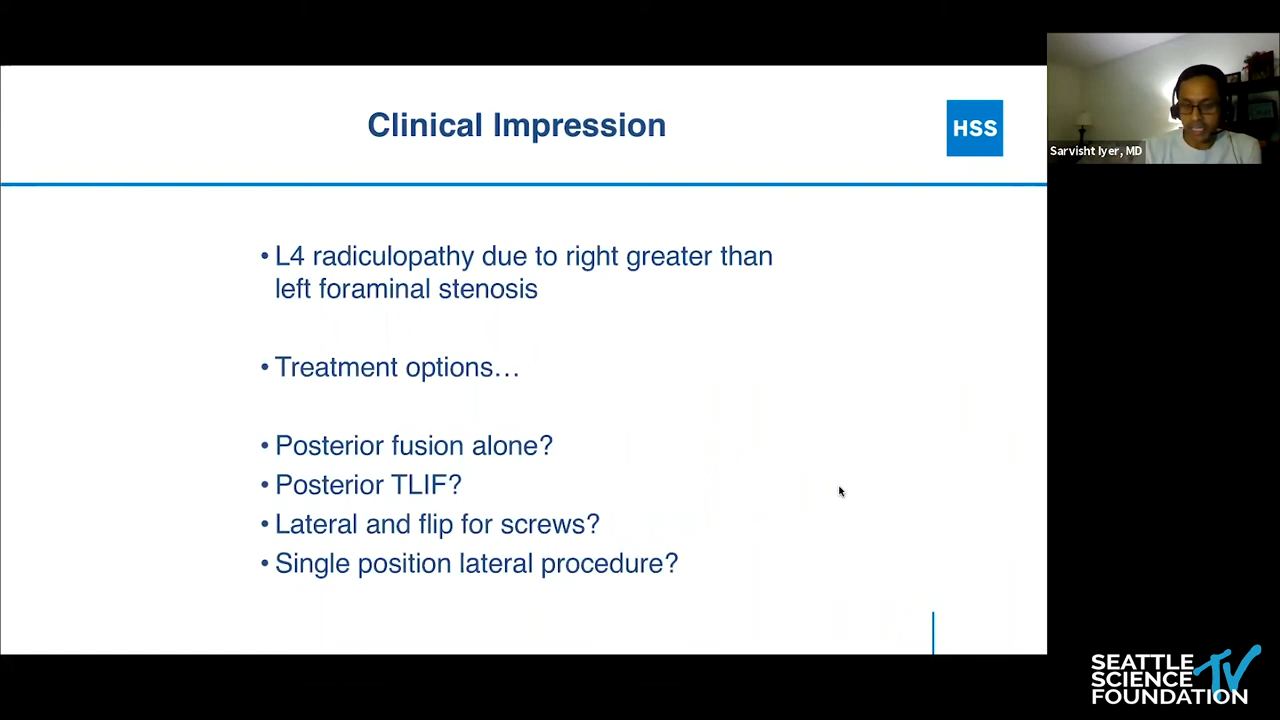 Clinical Impression
HSS
Sarvisht Iyer, MD
• L4 radiculopathy due to right greater than
left foraminal stenosis
• Treatment options…
• Posterior fusion alone?
• Posterior TLIF?
• Lateral and flip for screws?
• Single position lateral procedure?
SEATTLE
SCIENCE
FOUNDATION
TV